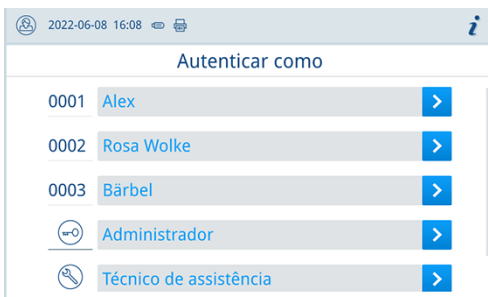 2022-06-08 16:08
i
Autenticar como
0001 Alex
0002 Rosa Wolke
0003 Bärbel
Administrador
Técnico de assistência